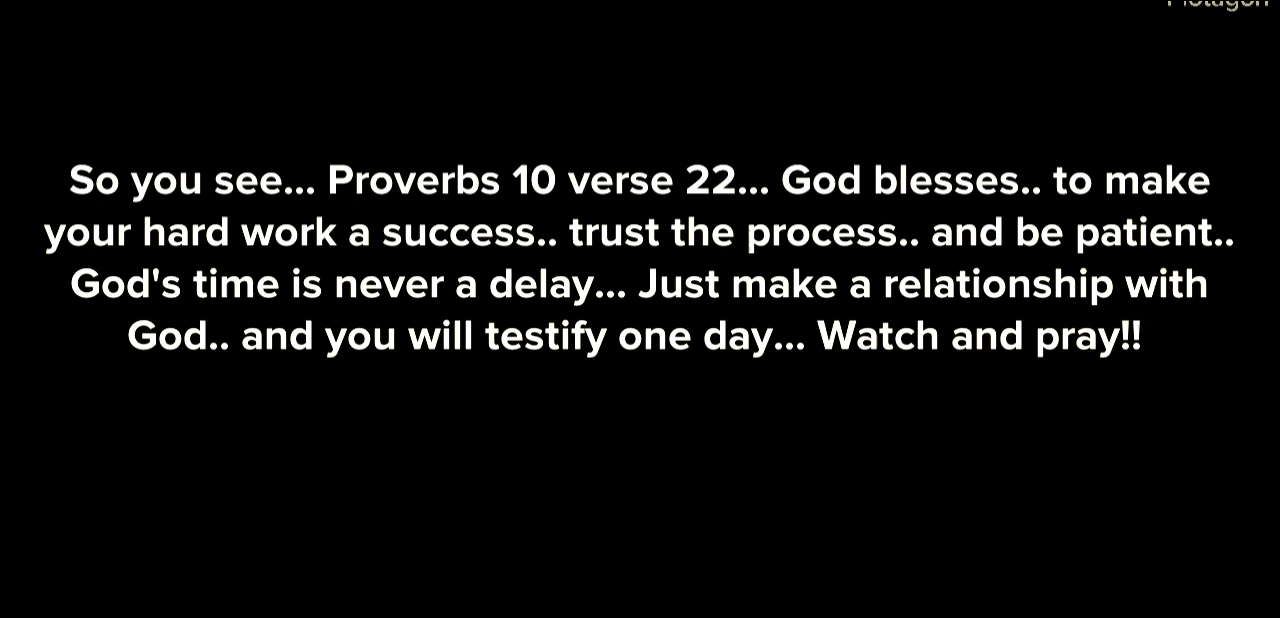 So you see... Proverbs 10 verse 22... God blesses.. to make
your hard work a success.. trust the process.. and be patient..
God's time is never a delay... Just make a relationship with
God.. and you will testify one day... Watch and pray!!